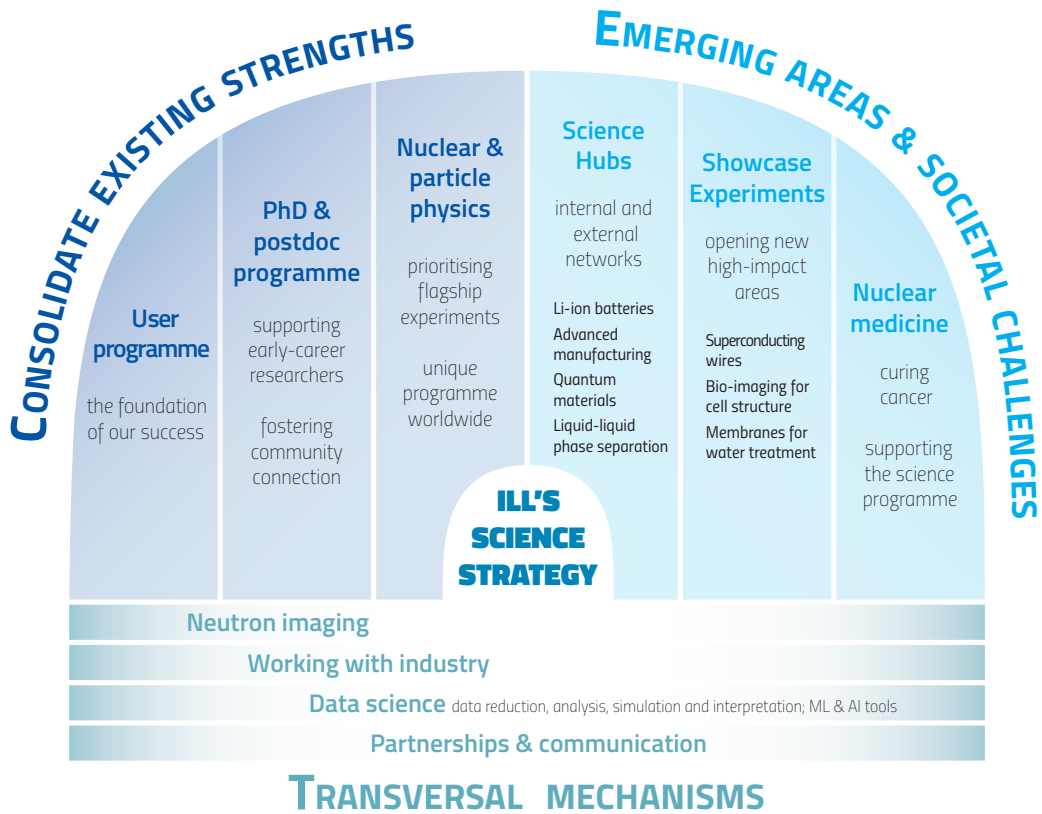 CONSOLIDATE EXISTING STRENGTHS
EMERGING AREAS & SOCIETAL CHALLENGES
User
programme
the foundation
of our success
PhD &
postdoc
programme
supporting
early-career
researchers
fostering
community
connection
Nuclear &
particle
physics
prioritising
flagship
experiments
unique
programme
worldwide
Science
Hubs
internal and
external
networks
Li-ion batteries
Advanced
manufacturing
Quantum
materials
Liquid-liquid
phase separation
Showcase
Experiments
opening new
high-impact
areas
Superconducting
wires
Bio-imaging for
cell structure
Membranes for
water treatment
Nuclear
medicine
curing
cancer
supporting
the science
programme
ILL'S
SCIENCE
STRATEGY
Neutron imaging
Working with industry
Data science data reduction, analysis, simulation and interpretation; ML & AI tools
Partnerships & communication
TRANSVERSAL MECHANISMS